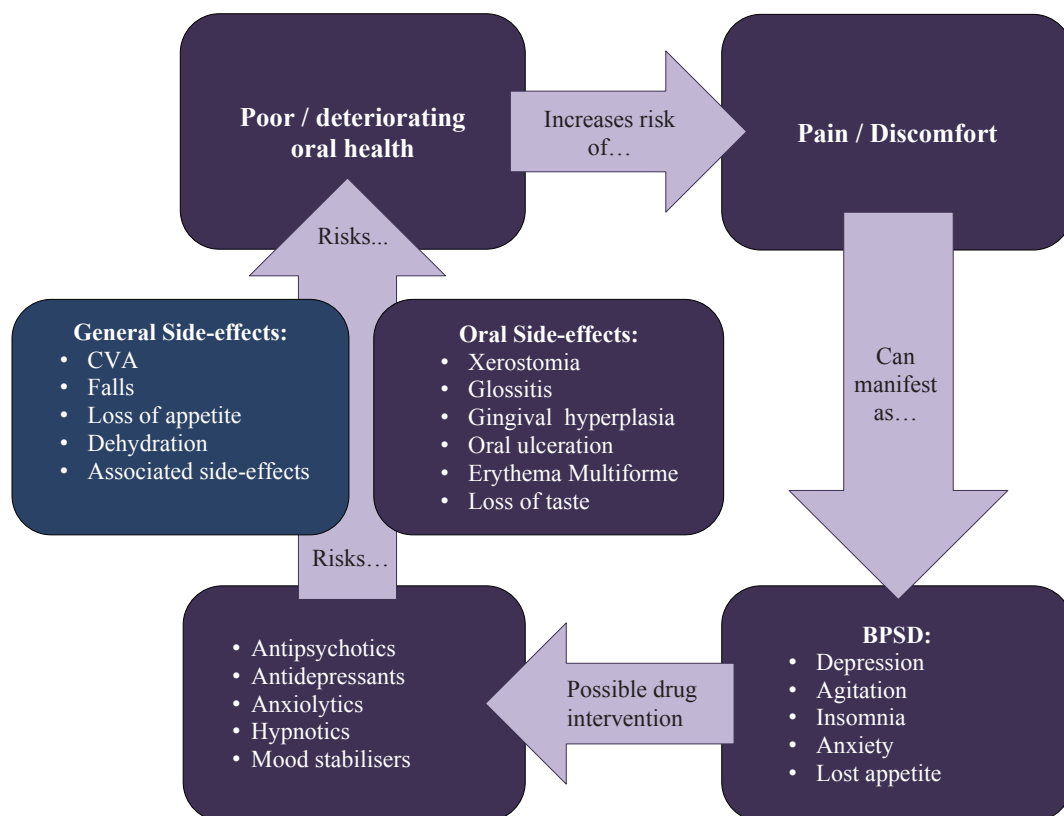 Poor / deteriorating
oral health
Increases risk
of…
Pain / Discomfort
Can
manifest
as…
BPSD:
• Depression
• Agitation
• Insomnia
• Anxiety
• Lost appetite
Possible drug
intervention
• Antipsychotics
• Antidepressants
• Anxiolytics
• Hypnotics
• Mood stabilisers
Risks…
General Side-effects:
• CVA
• Falls
• Loss of appetite
• Dehydration
• Associated side-effects
Oral Side-effects:
• Xerostomia
• Glossitis
• Gingival hyperplasia
• Oral ulceration
• Erythema Multiforme
• Loss of taste
Risks...